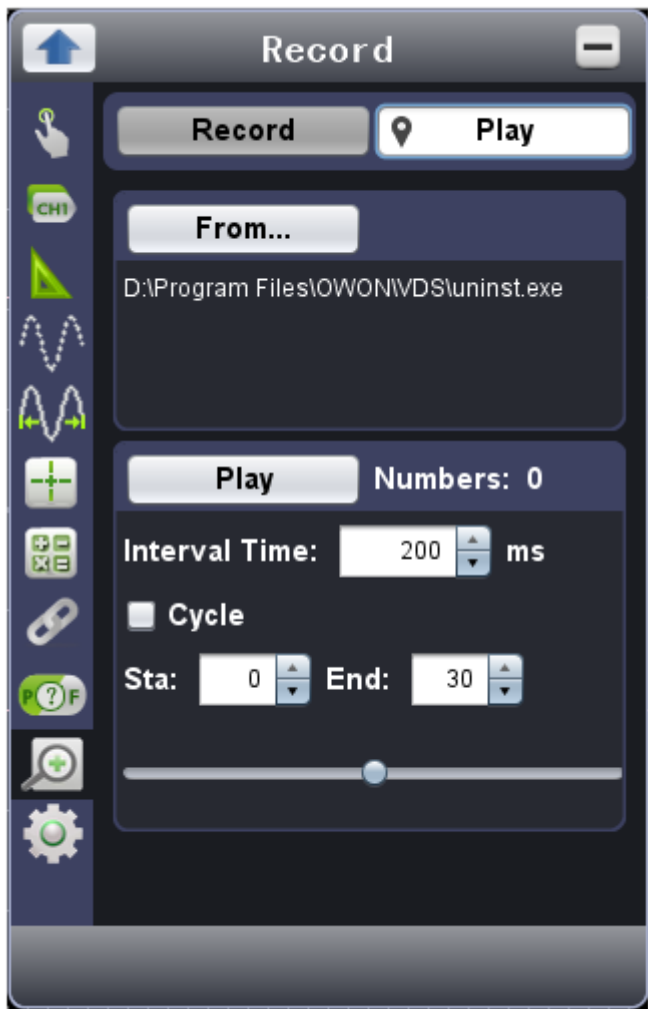 Record
Record Play
CH1
From...
D:\Program Files\OWON\VDS\uninst.exe
Play Numbers: 0
Interval Time: 200 ms
Cycle
Sta: 0 End: 30
P?F